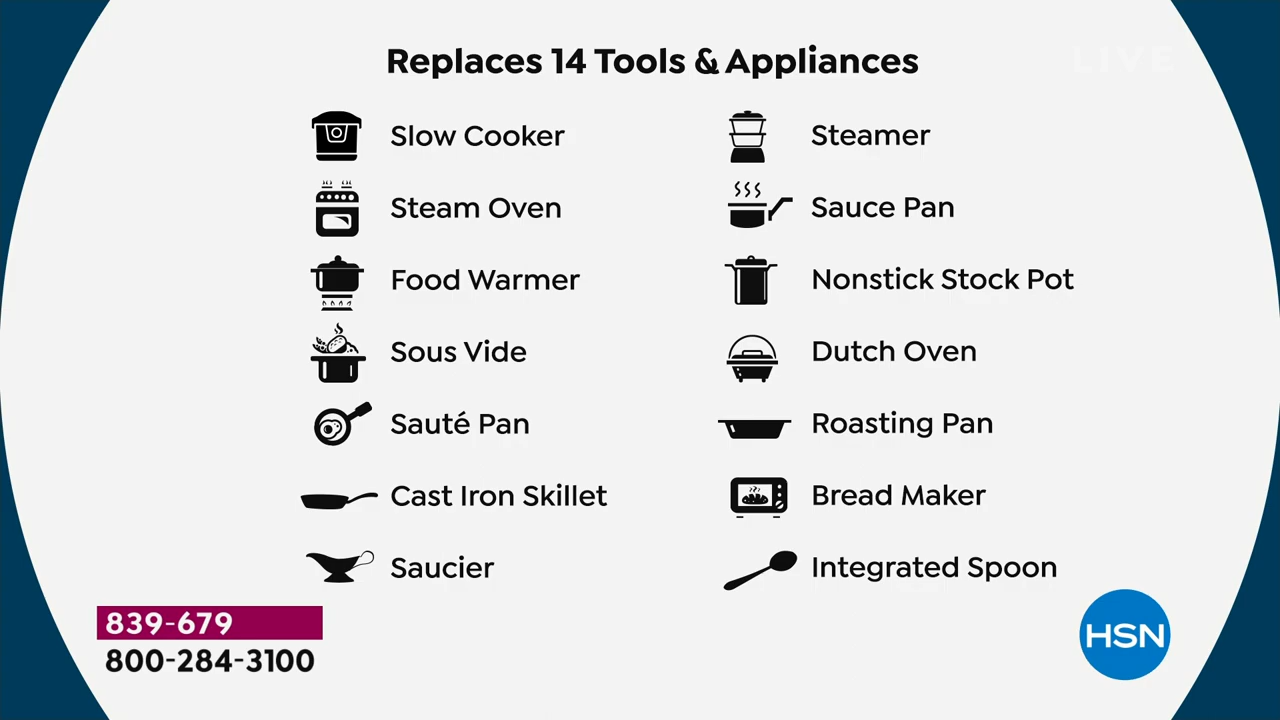 LIVE
Replaces 14 Tools & Appliances
Slow Cooker
Steamer
Steam Oven
Sauce Pan
Food Warmer
Nonstick Stock Pot
Sous Vide
Dutch Oven
Sauté Pan
Roasting Pan
Cast Iron Skillet
Bread Maker
Saucier
Integrated Spoon
839-679
800-284-3100
HSN